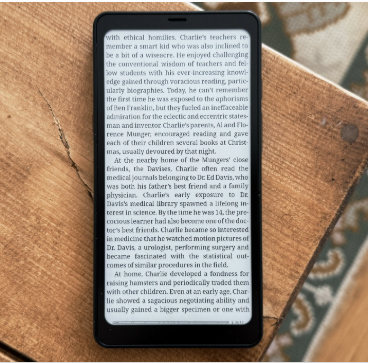 with ethical homilies. Charlie's teachers re-
member a smart kid who was also inclined to
be a bit of a wiseacre. He enjoyed challenging
the conventional wisdom of teachers and fel-
low students with his ever-increasing knowl-
edge gained through voracious reading, partic-
ularly biographies. Today, he can't remember
the first time he was exposed to the aphorisms
of Ben Franklin, but they fueled an ineffaceable
admiration for the eclectic and eccentric states-
man and inventor Charlie's parents, Al and Flo-
rence Munger, encouraged reading and gave
each of their children several books at Christ-
mas, usually devoured by that night.
At the nearby home of the Mungers' close
friends, the Davises, Charlie often read the
medical journals belonging to Dr. Ed Davis, who
was both his father's best friend and a family
physician. Charlie's early exposure to Dr.
Davis's medical library spawned a lifelong in-
terest in science. By the time he was 14, the pre-
cocious learner had also become one of the doc-
tor's best friends. Charlie became so interested
in medicine that he watched motion pictures of
Dr. Davis, a urologist, performing surgery and
became fascinated with the statistical out-
comes of similar procedures in the field.
At home, Charlie developed a fondness for
raising hamsters and periodically traded them
with other children. Even at an early age, Char-
lie showed a sagacious negotiating ability and
usually gained a bigger specimen or one with